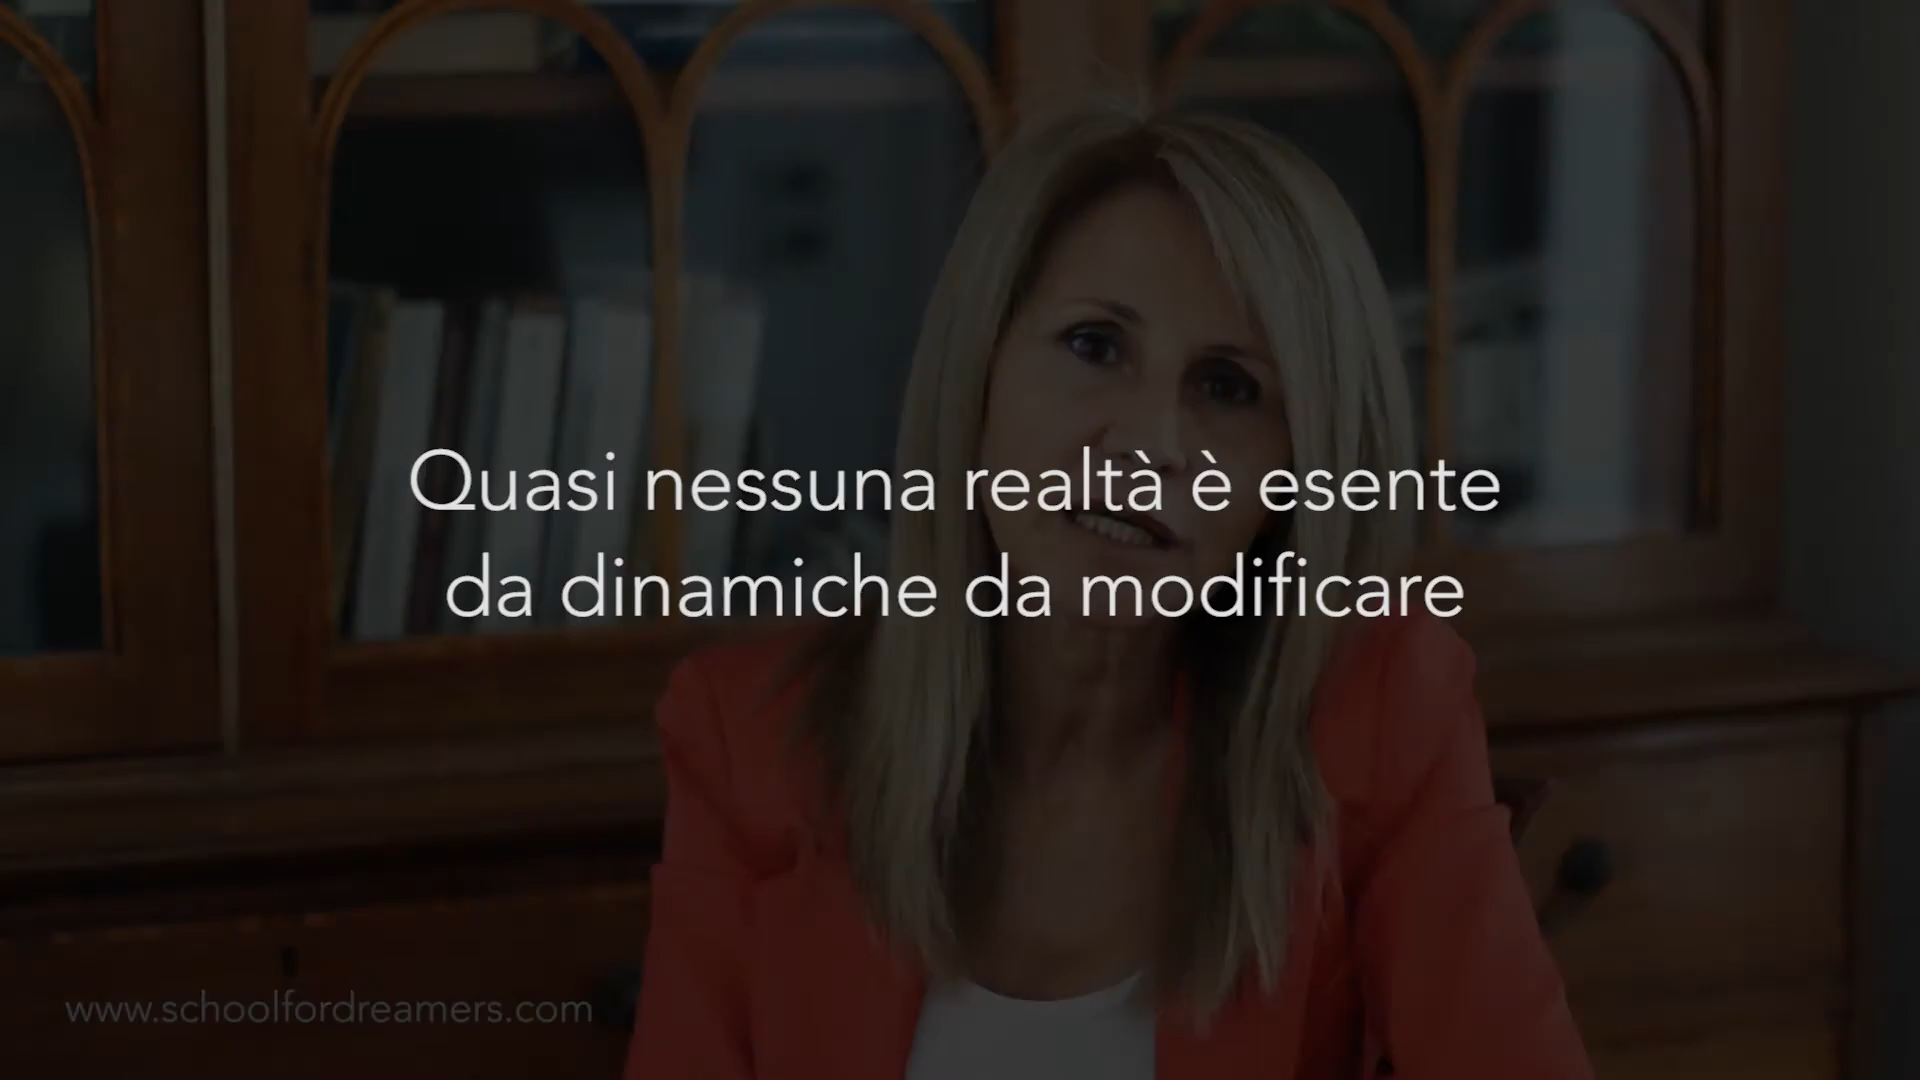 Quasi nessuna realtà è esente
da dinamiche da modificare
www.schoolfordreamers.com